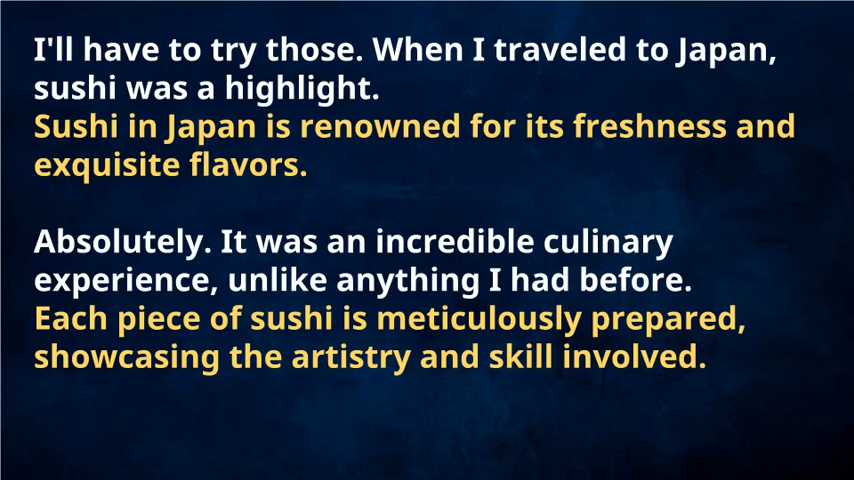 I'll have to try those. When I traveled to Japan,
sushi was a highlight.
Sushi in Japan is renowned for its freshness and
exquisite flavors.
Absolutely. It was an incredible culinary
experience, unlike anything I had before.
Each piece of sushi is meticulously prepared,
showcasing the artistry and skill involved.